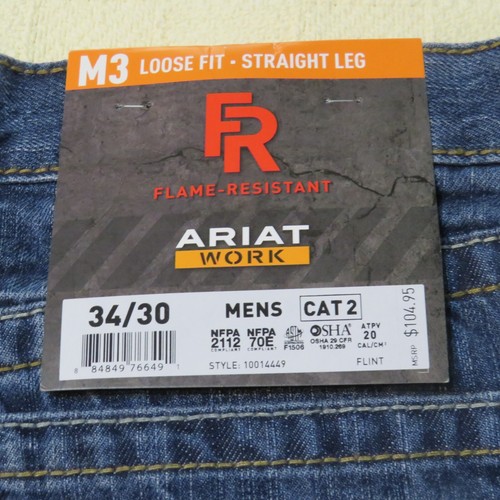 M3 LOOSE FIT • STRAIGHT LEG
FR
FLAME-RESISTANT
ARIAT
WORK
34/30 MENS CAT 2
NFPA 2112 COMPLIANT
NFPA 70E COMPLIANT
ASTM F1506
OSHA
OSHA 29 CFR 1910.269
ATPV 20 CAL/CM²
8 84849 76649 1
STYLE: 10014449
FLINT
MSRP $104.95